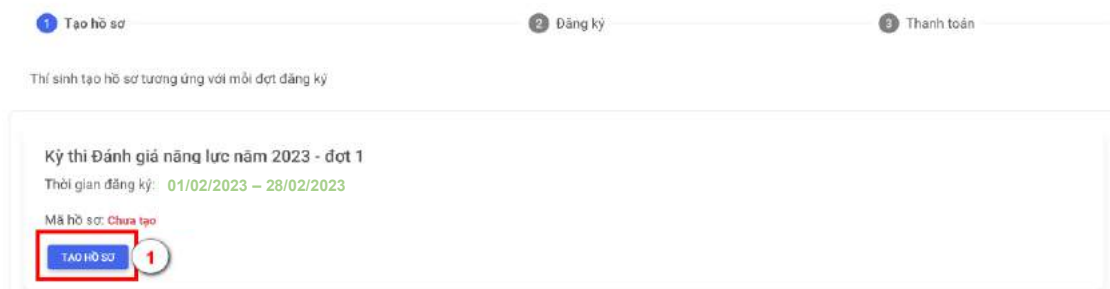 1 Tạo hồ sơ 2 Đăng ký 3 Thanh toán
Thí sinh tạo hồ sơ tương ứng với mỗi đợt đăng ký
Kỳ thi Đánh giá năng lực năm 2023 - đợt 1
Thời gian đăng ký: 01/02/2023 – 28/02/2023
Mã hồ sơ: Chưa tạo
TẠO HỒ SƠ 1